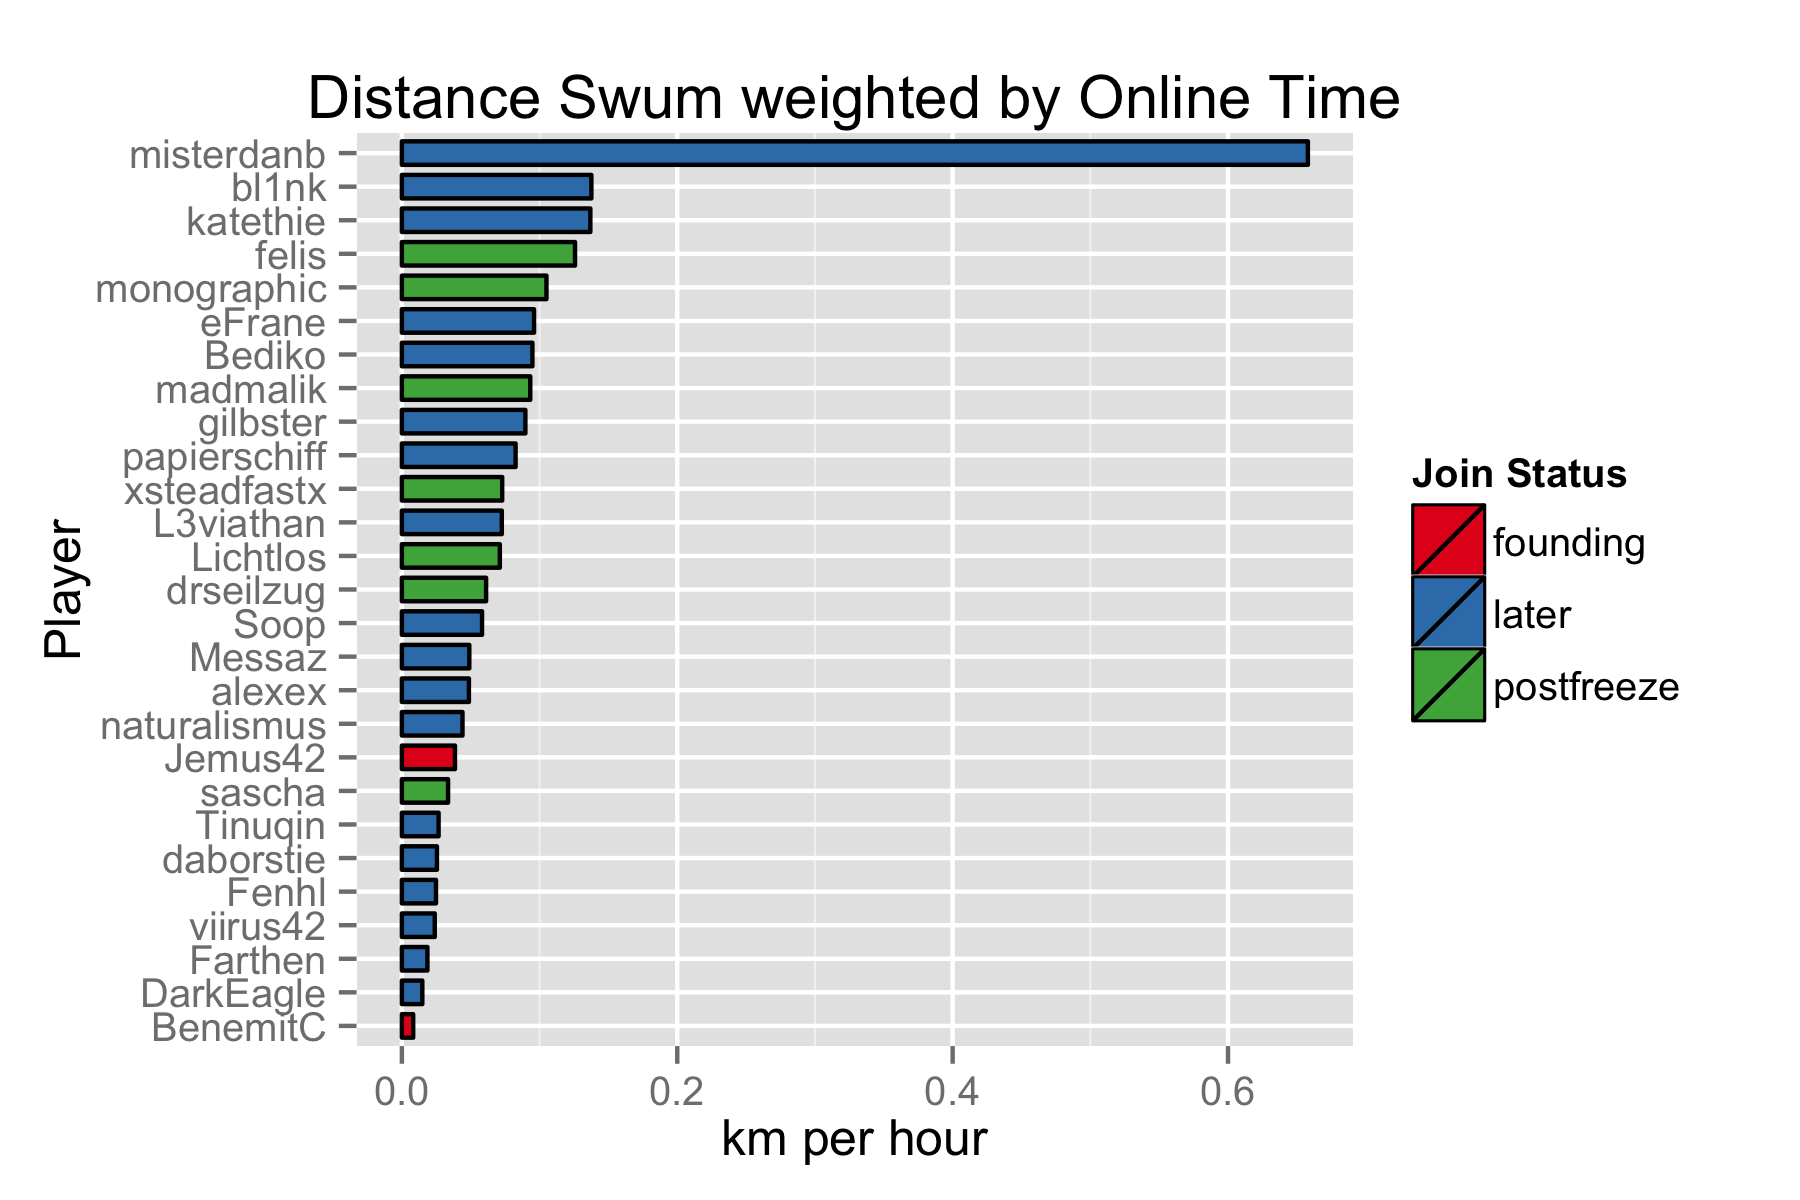 Distance Swum weighted by Online Time
Player
misterdanb
bl1nk
katethie
felis
monographic
eFrane
Bediko
madmalik
gilbster
papierschiff
xsteadfastx
L3viathan
Lichtlos
drseilzug
Soop
Messaz
alexex
naturalismus
Jemus42
sascha
Tinuqin
daborstie
Fenhl
viirus42
Farthen
DarkEagle
BenemitC
0.0 0.2 0.4 0.6
km per hour
Join Status
founding
later
postfreeze